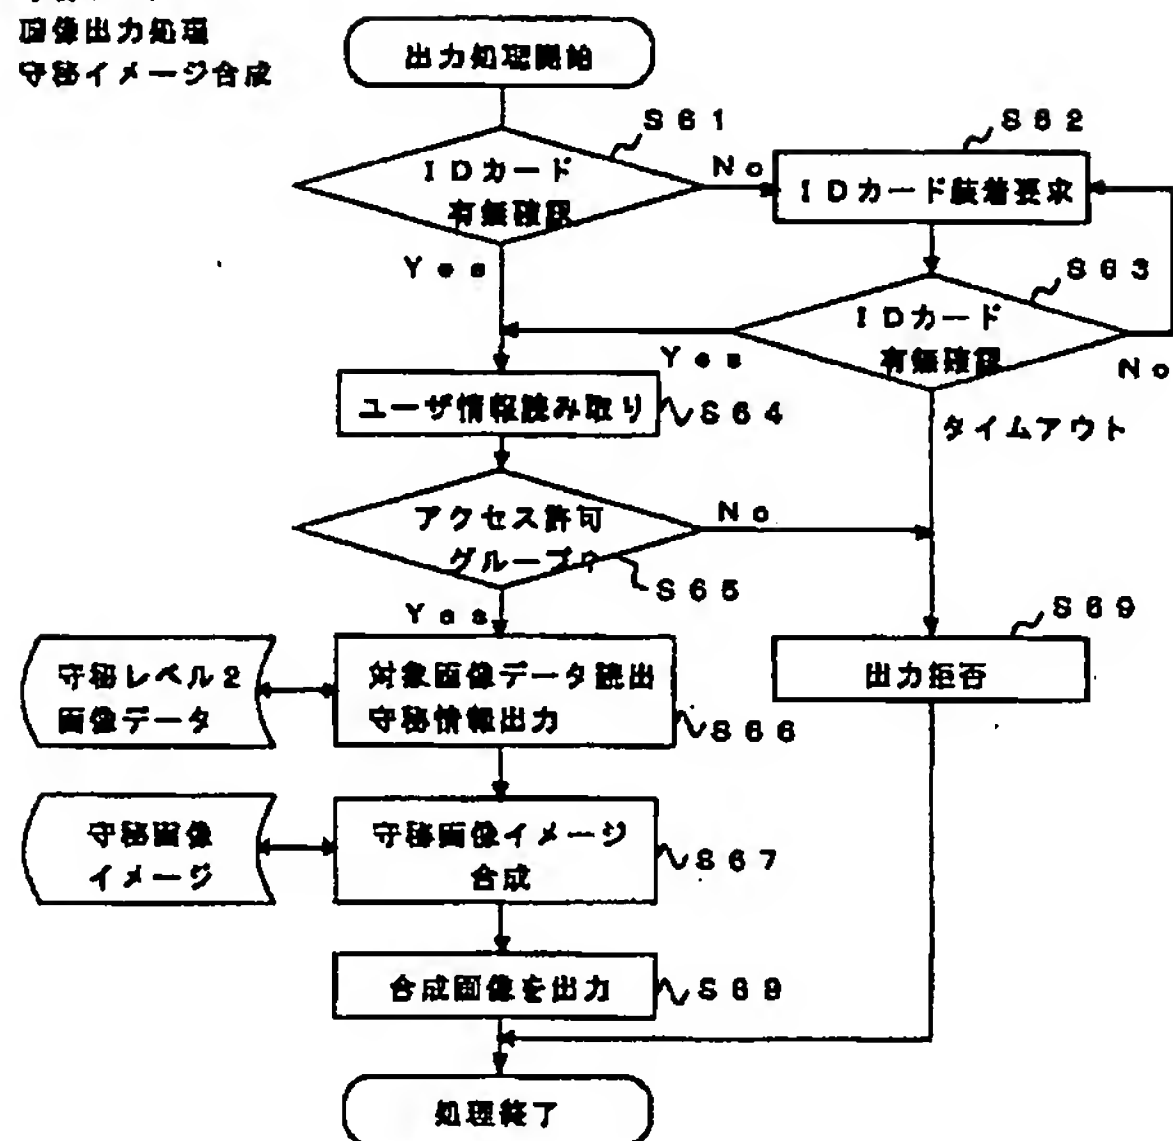 画像出力処理
守秘イメージ合成
出力処理開始
S61
IDカード
有無確認
No
Yes
S62
IDカード装着要求
S63
IDカード
有無確認
Yes
No
タイムアウト
ユーザ情報読み取り
S64
アクセス許可
グループ?
No
S65
Yes
S69
出力拒否
守秘レベル2
画像データ
対象画像データ読出
守秘情報出力
S66
守秘画像
イメージ
守秘画像イメージ
合成
S67
合成画像を出力
処理終了